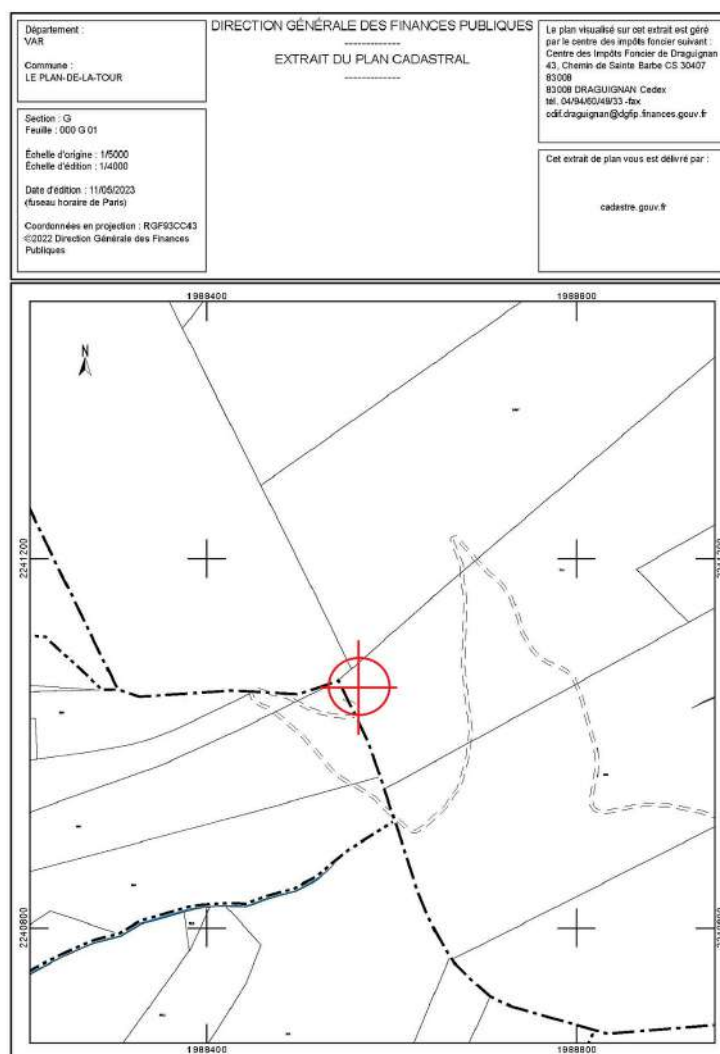 Département :
VAR
Commune :
LE PLAN-DE-LA-TOUR
Section : G
Feuille : 000 G 01
Échelle d'origine : 1/5000
Échelle d'édition : 1/4000
Date d'édition : 11/05/2023
(fuseau horaire de Paris)
Coordonnées en projection : RGF93CC43
©2022 Direction Générale des Finances
Publiques
DIRECTION GÉNÉRALE DES FINANCES PUBLIQUES
-------------
EXTRAIT DU PLAN CADASTRAL
-------------
Le plan visualisé sur cet extrait est géré
par le centre des impôts foncier suivant :
Centre des Impôts Foncier de Draguignan
43, Chemin de Sainte Barbe CS 30407
83008
83008 DRAGUIGNAN Cedex
tél. 04/94/60/49/33 -fax
cdif.draguignan@dgfip.finances.gouv.fr
Cet extrait de plan vous est délivré par :
cadastre.gouv.fr
1988400
1988800
N
2241200
2241200
2240800
2240800
1988400
1988800